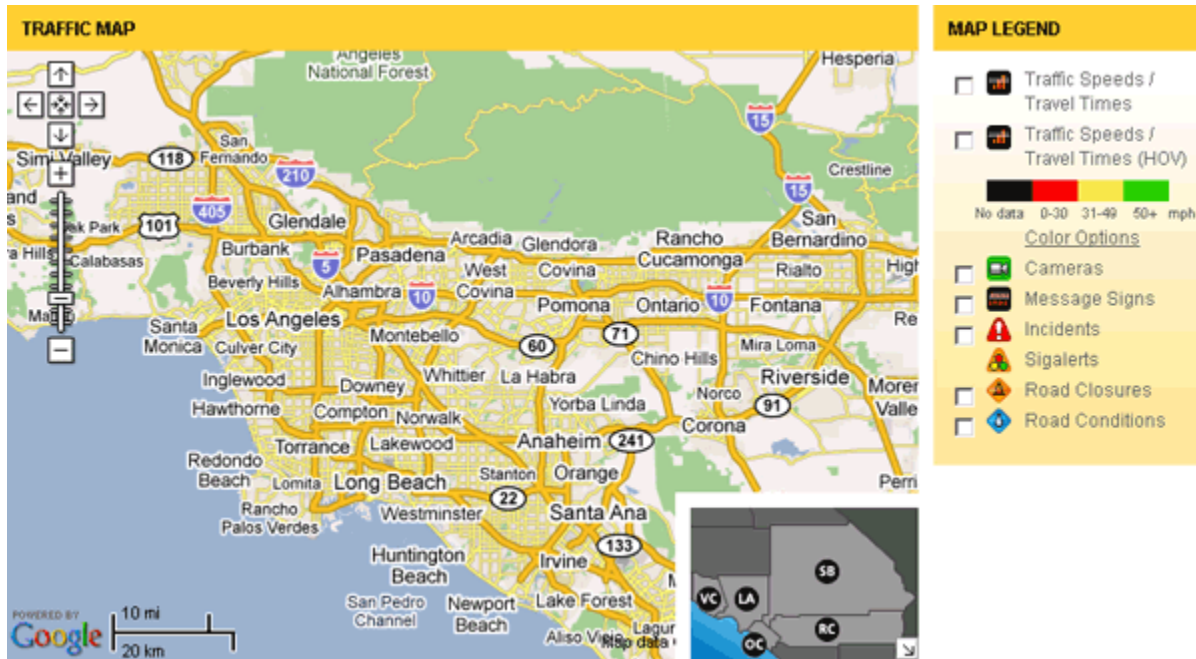 TRAFFIC MAP
Angeles
National Forest
Hesperia
15
Simi Valley
118
San
Fernando
210
Crestline
15
405
101
Oak Park
Glendale
Burbank
Calabasas
5
Pasadena
Arcadia
Glendora
Rancho
Cucamonga
San
Bernardino
Beverly Hills
Alhambra
10
West
Covina
Covina
Rialto
Pomona
Ontario
10
Fontana
Santa
Monica
Los Angeles
Culver City
Montebello
60
71
Chino Hills
Mira Loma
Inglewood
Downey
Whittier
La Habra
Riverside
Hawthorne
Compton
Norwalk
Yorba Linda
Norco
91
Corona
Torrance
Lakewood
Anaheim
241
Redondo
Beach
Lomita
Long Beach
Stanton
Orange
22
Rancho
Palos Verdes
Westminster
Santa Ana
133
Huntington
Beach
Irvine
San Pedro
Channel
Newport
Beach
Lake Forest
Aliso Viejo
Map data
POWERED BY
Google
10 mi
20 km
SB
VC
LA
RC
OC
MAP LEGEND
Traffic Speeds /
Travel Times
Traffic Speeds /
Travel Times (HOV)
No data 0-30 31-49 50+ mph
Color Options
Cameras
Message Signs
Incidents
Sigalerts
Road Closures
Road Conditions